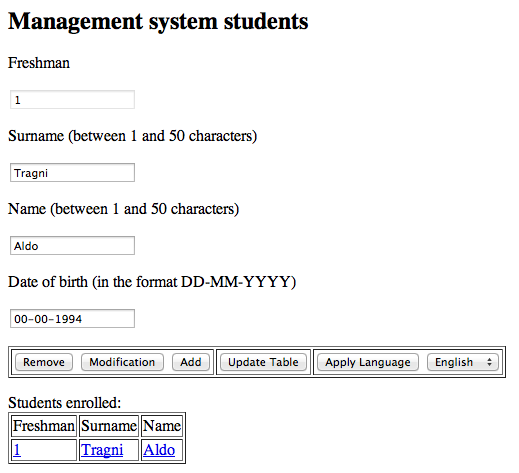 Management system students
Freshman
1
Surname (between 1 and 50 characters)
Tragni
Name (between 1 and 50 characters)
Aldo
Date of birth (in the format DD-MM-YYYY)
00-00-1994
Remove Modification Add Update Table Apply Language English
Students enrolled:
Freshman Surname Name
1 Tragni Aldo